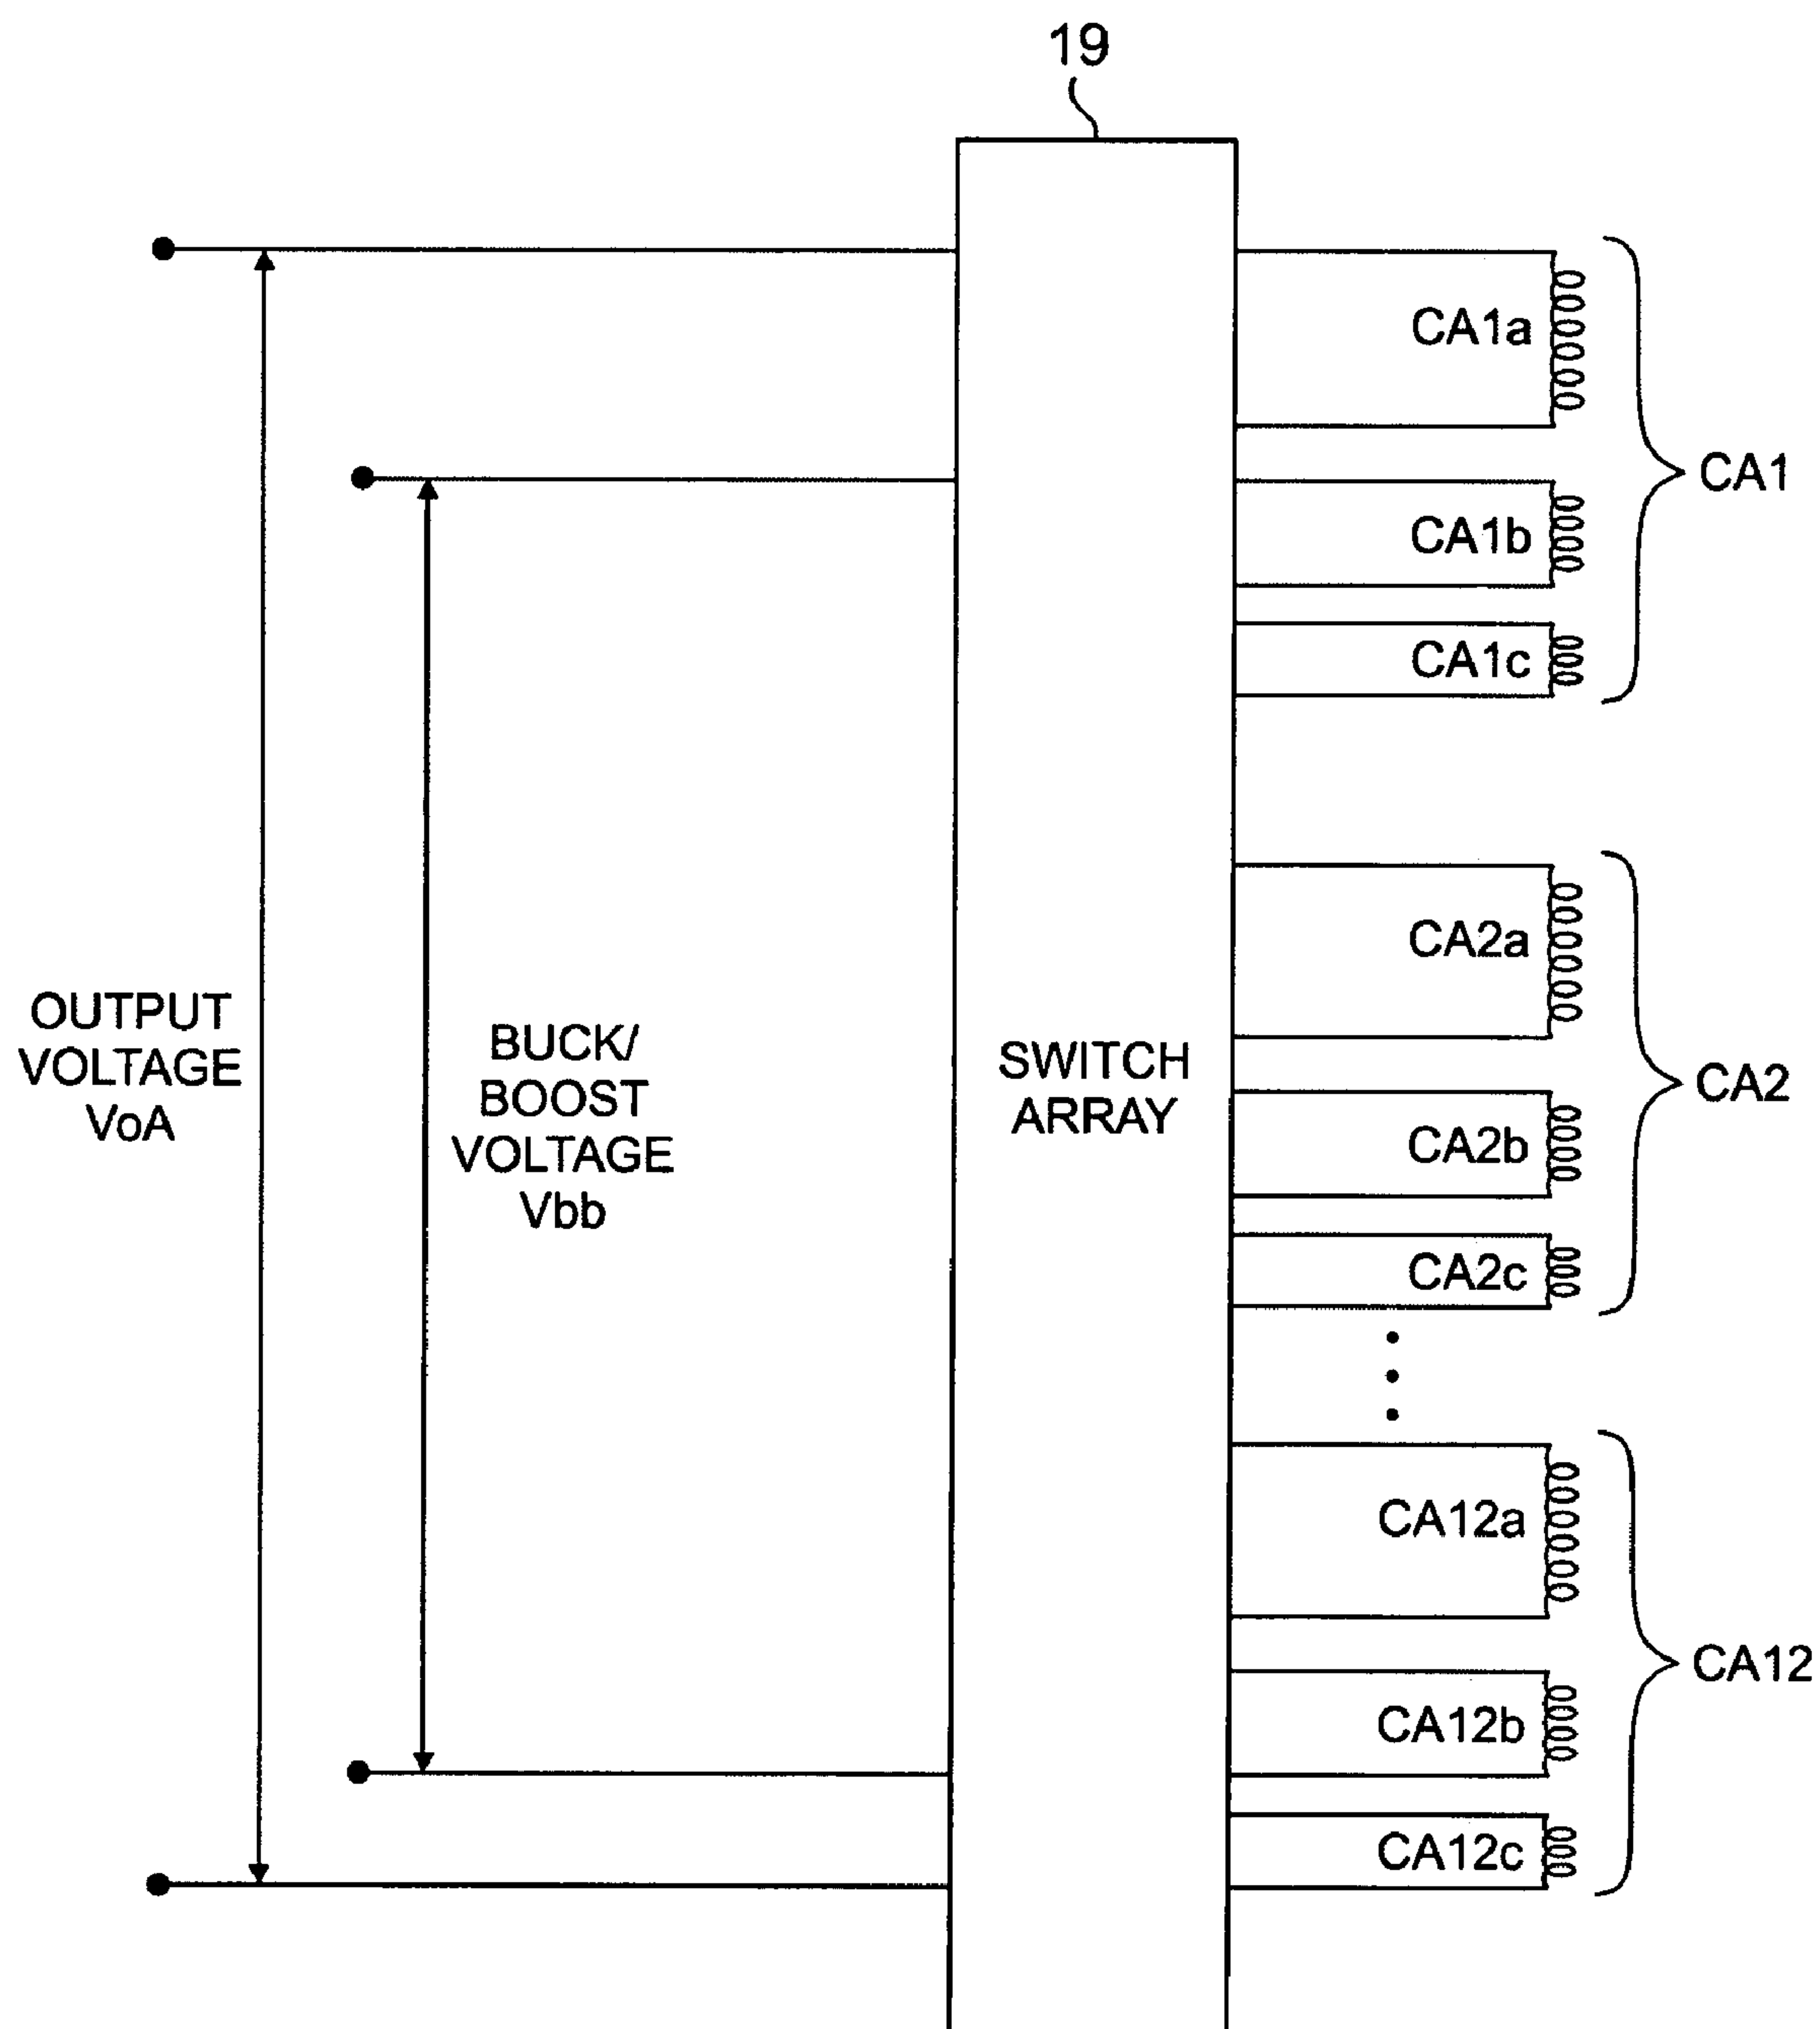 19
CA1a
CA1b
CA1c
CA1
CA2a
CA2b
CA2c
CA2
OUTPUT
VOLTAGE
VoA
BUCK/
BOOST
VOLTAGE
Vbb
SWITCH
ARRAY
CA12a
CA12b
CA12c
CA12